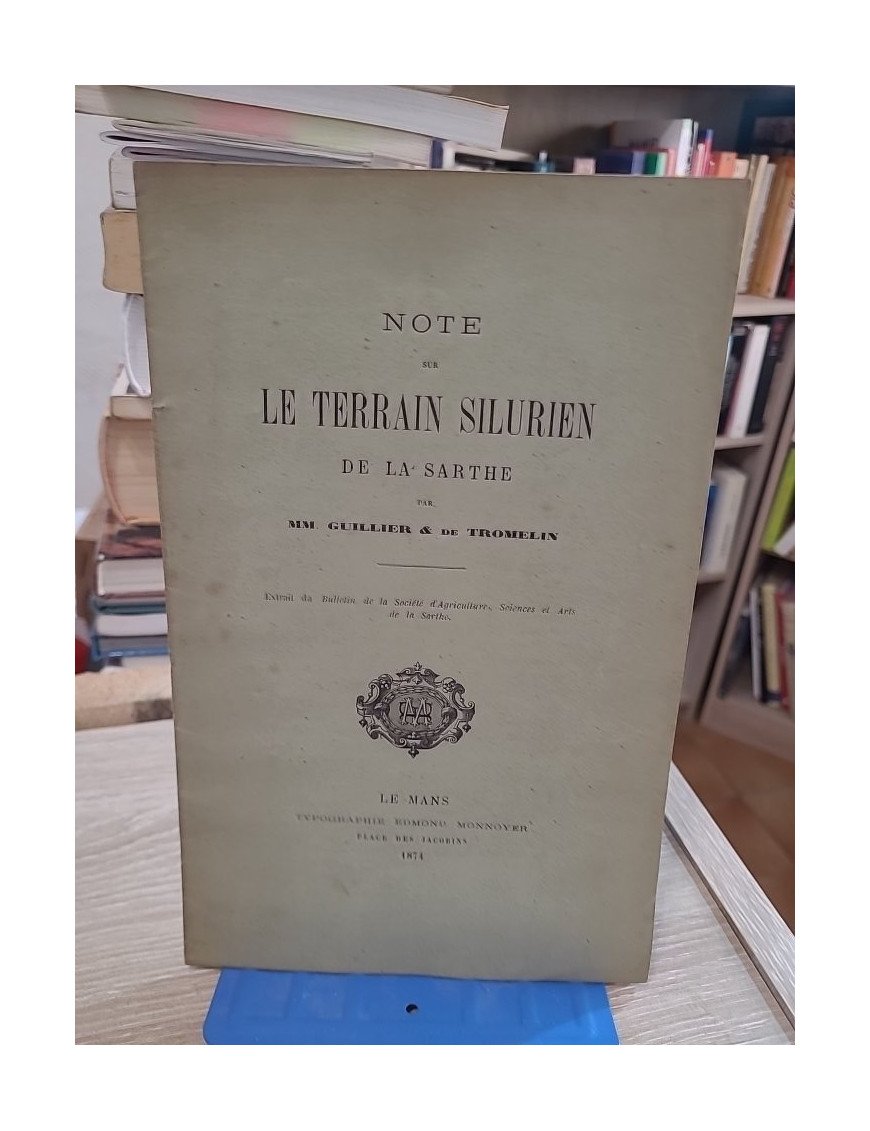 NOTE
SUR
LE TERRAIN SILURIEN
DE LA SARTHE
PAR
MM. GUILLIER & DE TROMELIN
Extrait du Bulletin de la Société d'Agriculture, Sciences et Arts
de la Sarthe.
LE MANS
TYPOGRAPHIE EDMOND MONNOYER
PLACE DES JACOBINS
1874